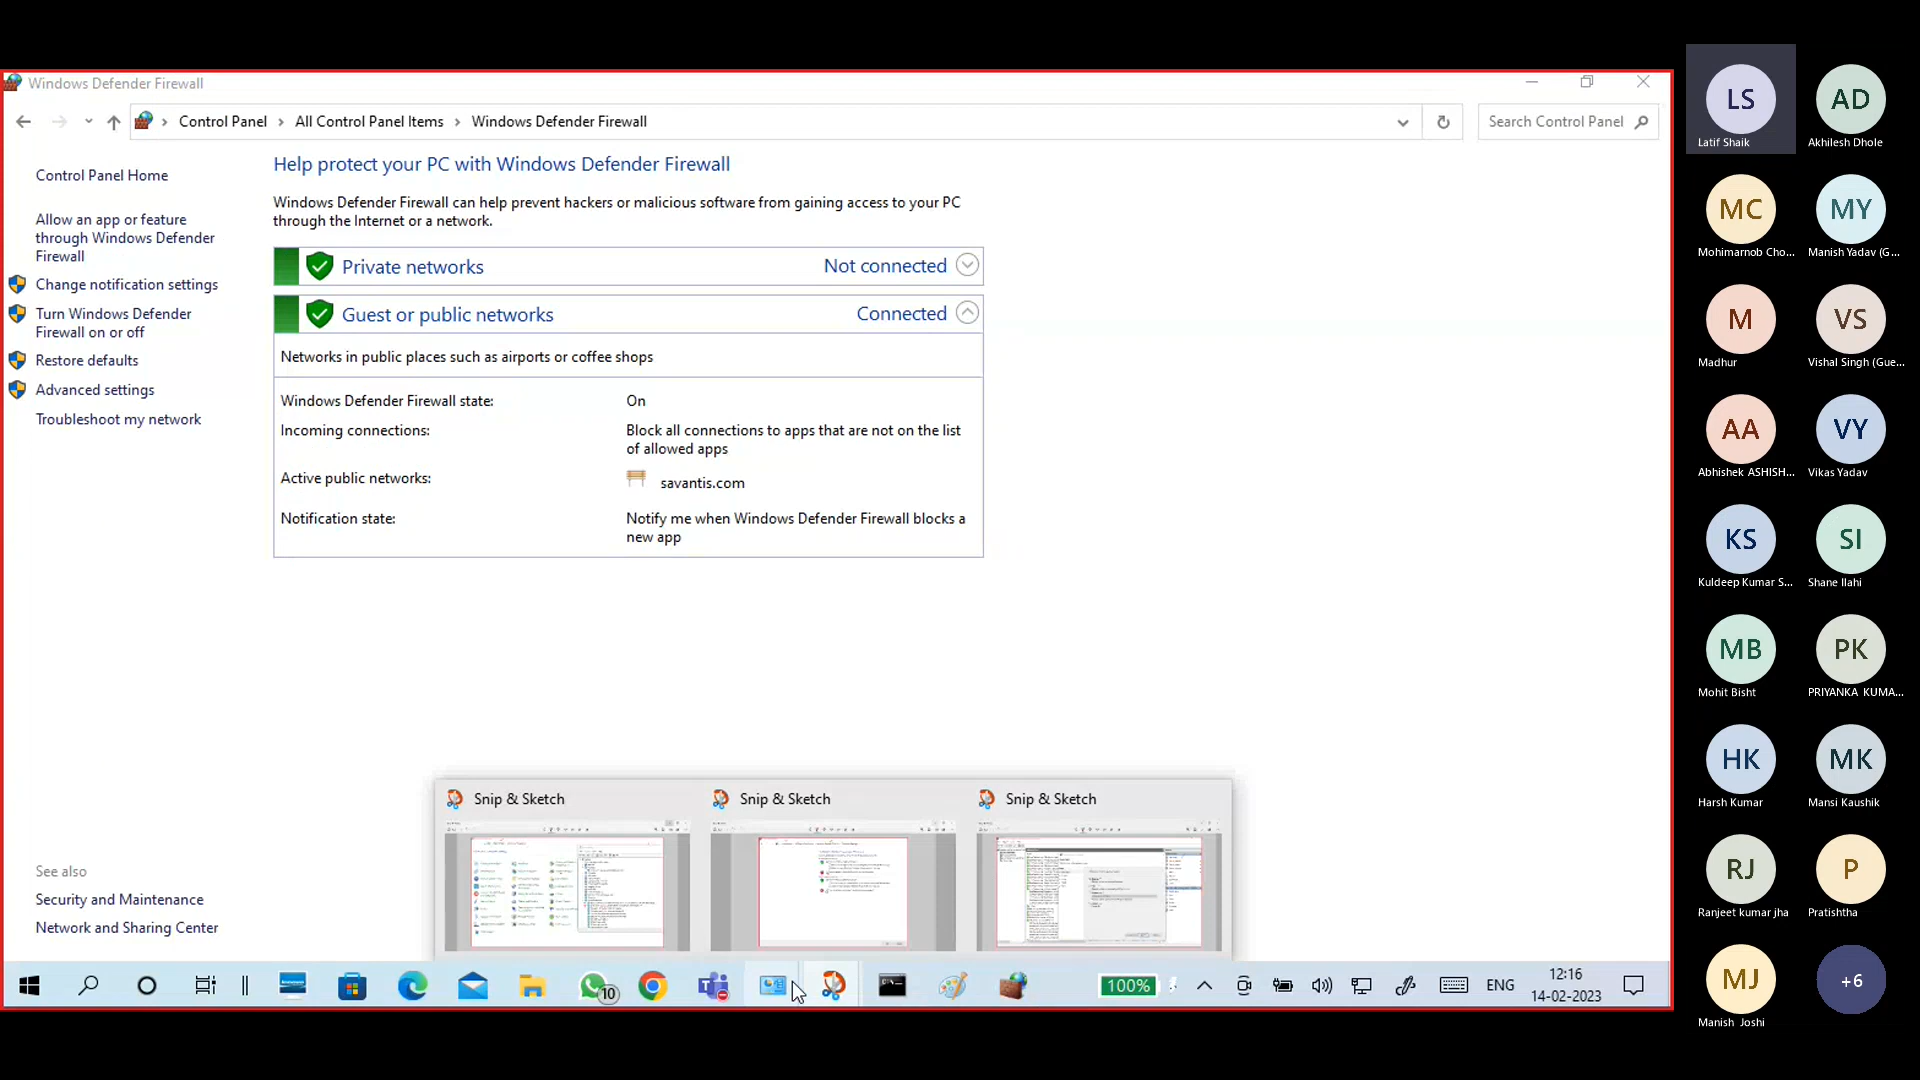 Windows Defender Firewall
Control Panel > All Control Panel Items > Windows Defender Firewall
Search Control Panel
Control Panel Home
Allow an app or feature
through Windows Defender
Firewall
Change notification settings
Turn Windows Defender
Firewall on or off
Restore defaults
Advanced settings
Troubleshoot my network
Help protect your PC with Windows Defender Firewall
Windows Defender Firewall can help prevent hackers or malicious software from gaining access to your PC
through the Internet or a network.
Private networks Not connected
Guest or public networks Connected
Networks in public places such as airports or coffee shops
Windows Defender Firewall state: On
Incoming connections: Block all connections to apps that are not on the list
of allowed apps
Active public networks: savantis.com
Notification state: Notify me when Windows Defender Firewall blocks a
new app
See also
Security and Maintenance
Network and Sharing Center
Snip & Sketch
Snip & Sketch
Snip & Sketch
10
100%
ENG
12:16
14-02-2023
LS
Latif Shaik
AD
Akhilesh Dhole
MC
Mohimarnob Cho...
MY
Manish Yadav (G...
M
Madhur
VS
Vishal Singh (Gue...
AA
Abhishek ASHISH...
VY
Vikas Yadav
KS
Kuldeep Kumar S...
SI
Shane Ilahi
MB
Mohit Bisht
PK
PRIYANKA KUMA...
HK
Harsh Kumar
MK
Mansi Kaushik
RJ
Ranjeet kumar jha
P
Pratishtha
MJ
Manish Joshi
+6